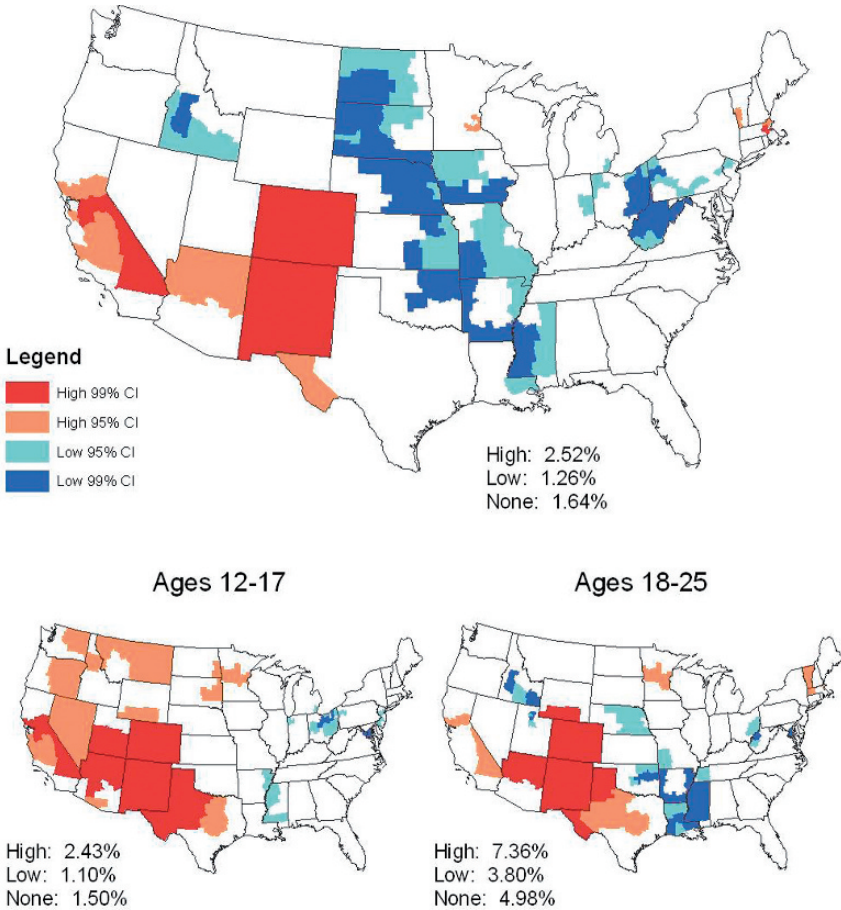 Legend
High 99% CI
High 95% CI
Low 95% CI
Low 99% CI
High: 2.52%
Low: 1.26%
None: 1.64%
Ages 12-17
Ages 18-25
High: 2.43%
Low: 1.10%
None: 1.50%
High: 7.36%
Low: 3.80%
None: 4.98%